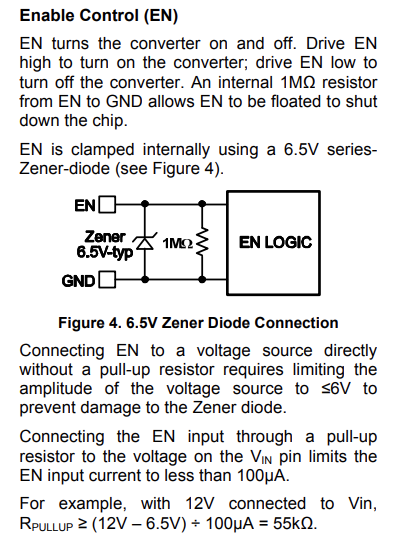 Enable Control (EN)
EN turns the converter on and off. Drive EN
high to turn on the converter; drive EN low to
turn off the converter. An internal 1MΩ resistor
from EN to GND allows EN to be floated to shut
down the chip.
EN is clamped internally using a 6.5V series-
Zener-diode (see Figure 4).
EN
Zener
6.5V-typ
1MΩ
EN LOGIC
GND
Figure 4. 6.5V Zener Diode Connection
Connecting EN to a voltage source directly
without a pull-up resistor requires limiting the
amplitude of the voltage source to ≤6V to
prevent damage to the Zener diode.
Connecting the EN input through a pull-up
resistor to the voltage on the VIN pin limits the
EN input current to less than 100μA.
For example, with 12V connected to Vin,
RPULLUP ≥ (12V – 6.5V) ÷ 100μA = 55kΩ.